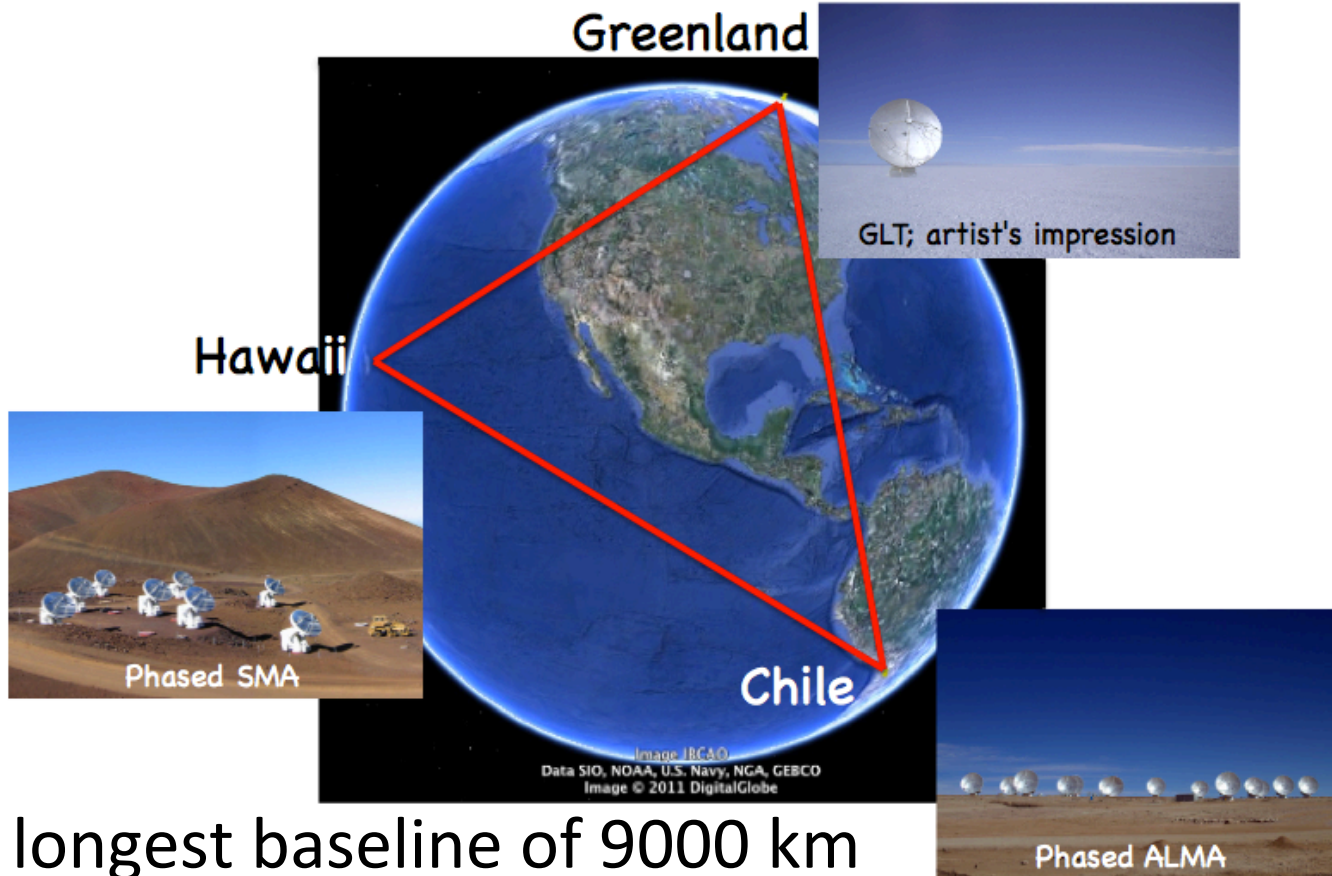 Greenland
GLT; artist's impression
Hawaii
Phased SMA
Chile
Image IBCAO
Data SIO, NOAA, U.S. Navy, NGA, GEBCO
Image © 2011 DigitalGlobe
longest baseline of 9000 km
Phased ALMA